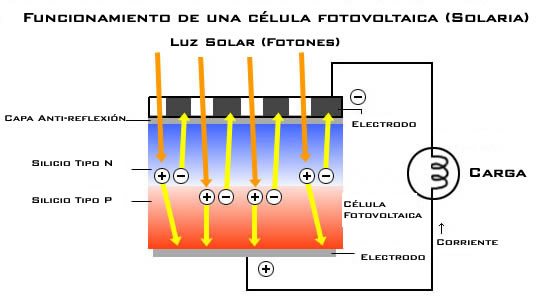 Funcionamiento de una célula fotovoltaica (Solaria)
Luz Solar (Fotones)
−
Capa Anti-reflexión
Electrodo
Silicio Tipo N
Carga
+ − + −
Silicio Tipo P
+ − + −
Célula
Fotovoltaica
↑
Corriente
Electrodo
+